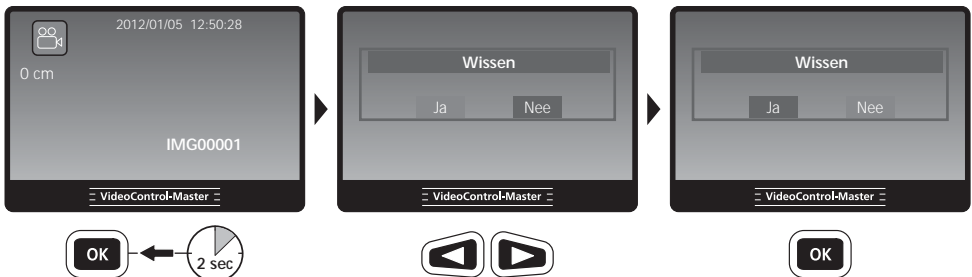 2012/01/05 12:50:28
0 cm
IMG00001
VideoControl-Master
OK
2 sec
Wissen
Ja Nee
VideoControl-Master
Wissen
Ja Nee
VideoControl-Master
OK